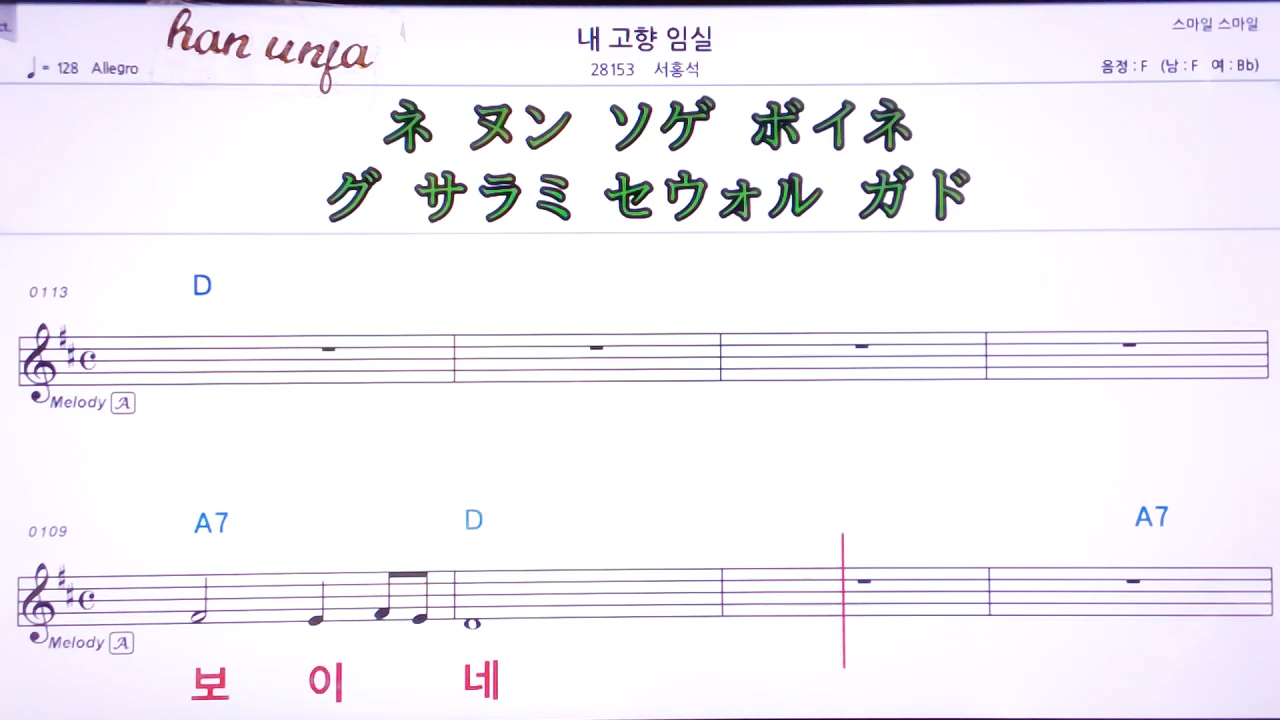 han unja
내 고향 임실
스마일 스마일
♩= 128 Allegro
28153 서홍석
음정 : F (남 : F 여 : Bb)
ネ ヌン ソゲ ボイネ
グ サラミ セウォル ガド
0113
D
Melody A
0109
A7 D A7
Melody A
보 이 네